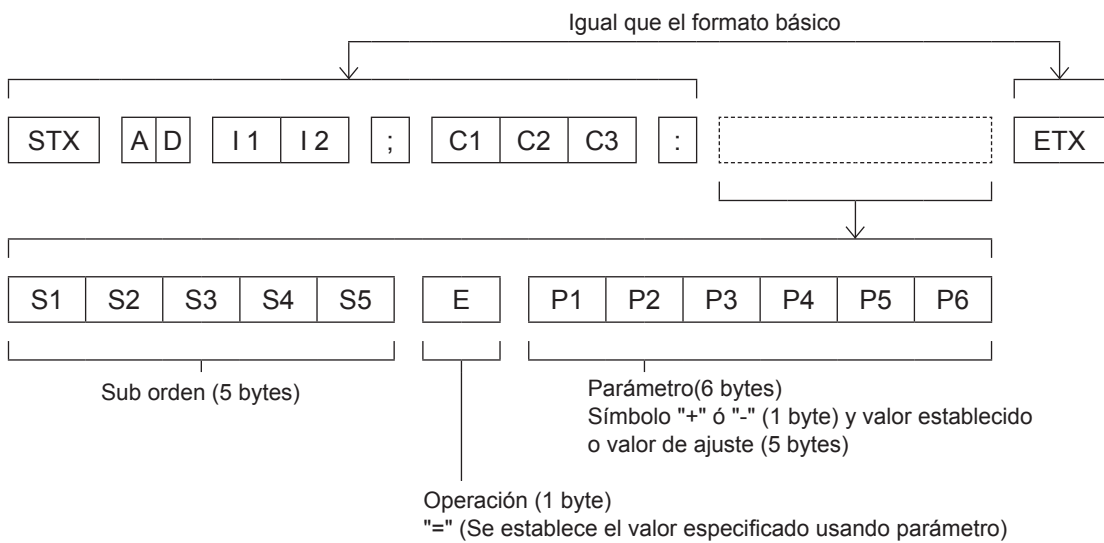 Igual que el formato básico
STX A D I 1 I 2 ; C1 C2 C3 : ETX
S1 S2 S3 S4 S5 E P1 P2 P3 P4 P5 P6
Sub orden (5 bytes)
Parámetro(6 bytes)
Símbolo "+" ó "-" (1 byte) y valor establecido
o valor de ajuste (5 bytes)
Operación (1 byte)
"=" (Se establece el valor especificado usando parámetro)